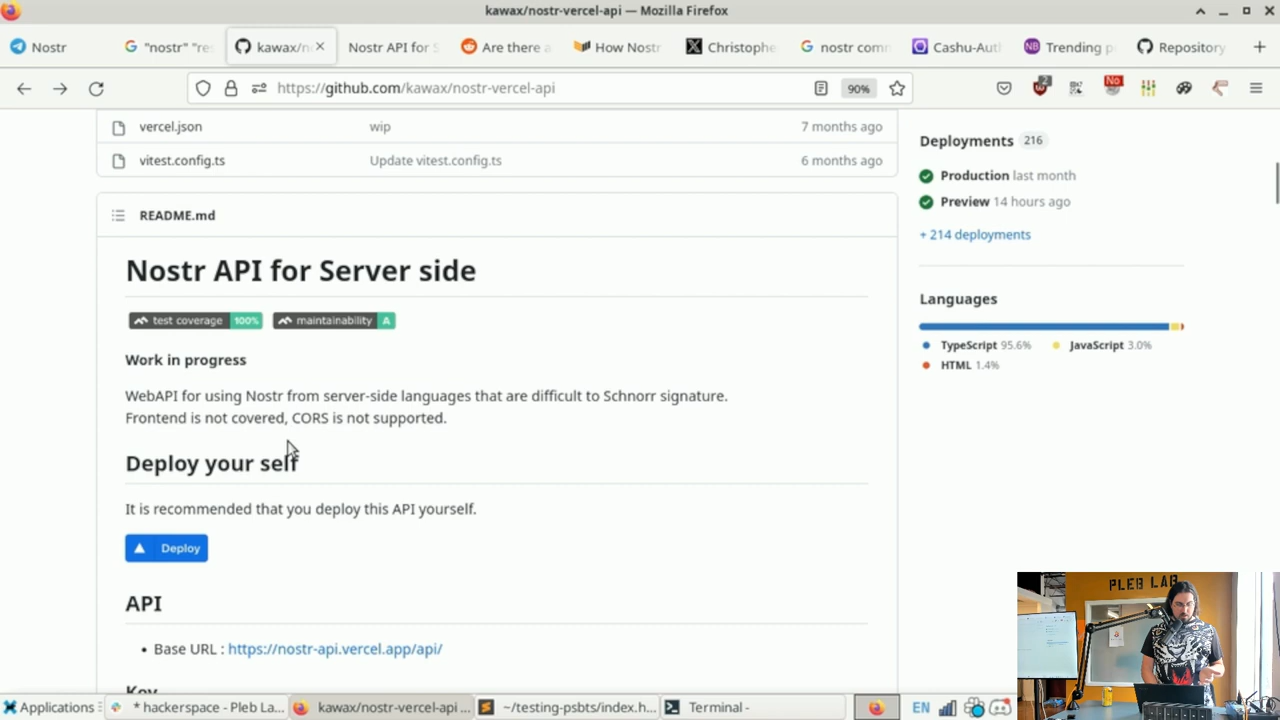 kawax/nostr-vercel-api — Mozilla Firefox
Nostr
"nostr" "res
kawax/n
Nostr API for S
Are there a
How Nostr
Christophe
nostr com
Cashu-Aut
Trending p
Repository
https://github.com/kawax/nostr-vercel-api
90%
2
No
vercel.json wip 7 months ago
vitest.config.ts Update vitest.config.ts 6 months ago
README.md
Nostr API for Server side
test coverage 100% maintainability A
Work in progress
WebAPI for using Nostr from server-side languages that are difficult to Schnorr signature.
Frontend is not covered, CORS is not supported.
Deploy your self
It is recommended that you deploy this API yourself.
Deploy
API
• Base URL : https://nostr-api.vercel.app/api/
Key
Deployments 216
Production last month
Preview 14 hours ago
+ 214 deployments
Languages
TypeScript 95.6% JavaScript 3.0%
HTML 1.4%
PLEB LAB
Applications
* hackerspace - Pleb La...
kawax/nostr-vercel-api ...
~/testing-psbts/index.h...
Terminal -
EN